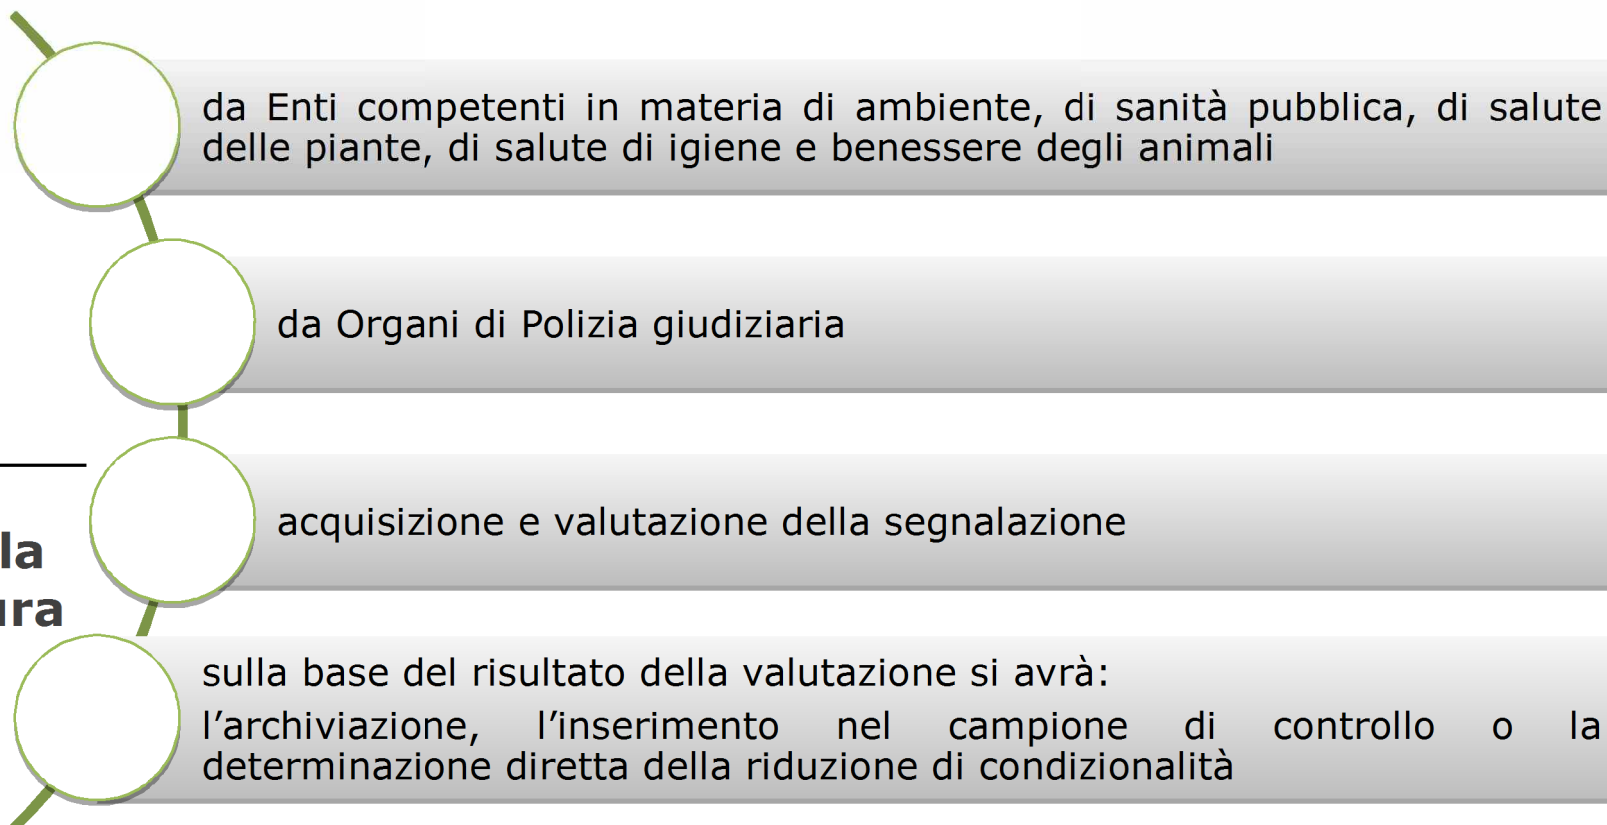 da Enti competenti in materia di ambiente, di sanità pubblica, di salute
delle piante, di salute di igiene e benessere degli animali
da Organi di Polizia giudiziaria
acquisizione e valutazione della segnalazione
la
ura
sulla base del risultato della valutazione si avrà:
l'archiviazione, l'inserimento nel campione di controllo o la
determinazione diretta della riduzione di condizionalità